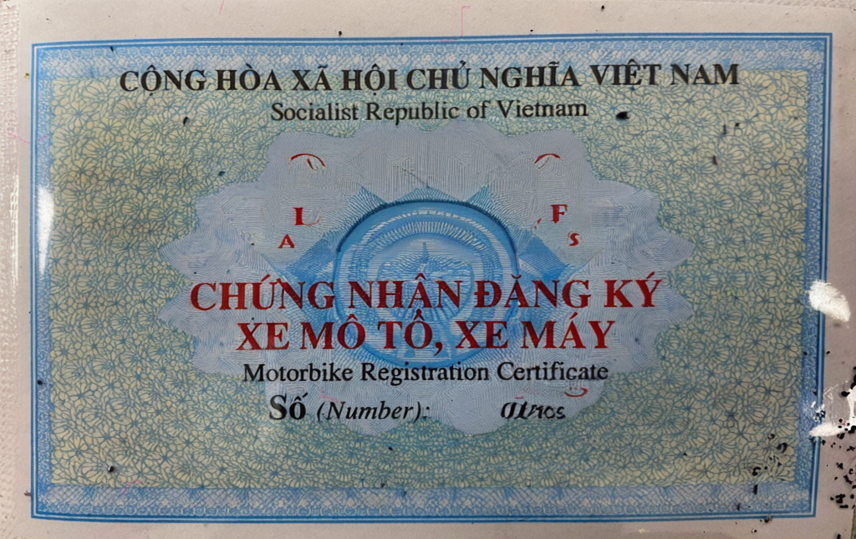 CỘNG HÒA XÃ HỘI CHỦ NGHĨA VIỆT NAM
Socialist Republic of Vietnam
L F
A S
CHỨNG NHẬN ĐĂNG KÝ
XE MÔ TÔ, XE MÁY
Motorbike Registration Certificate
Số (Number):